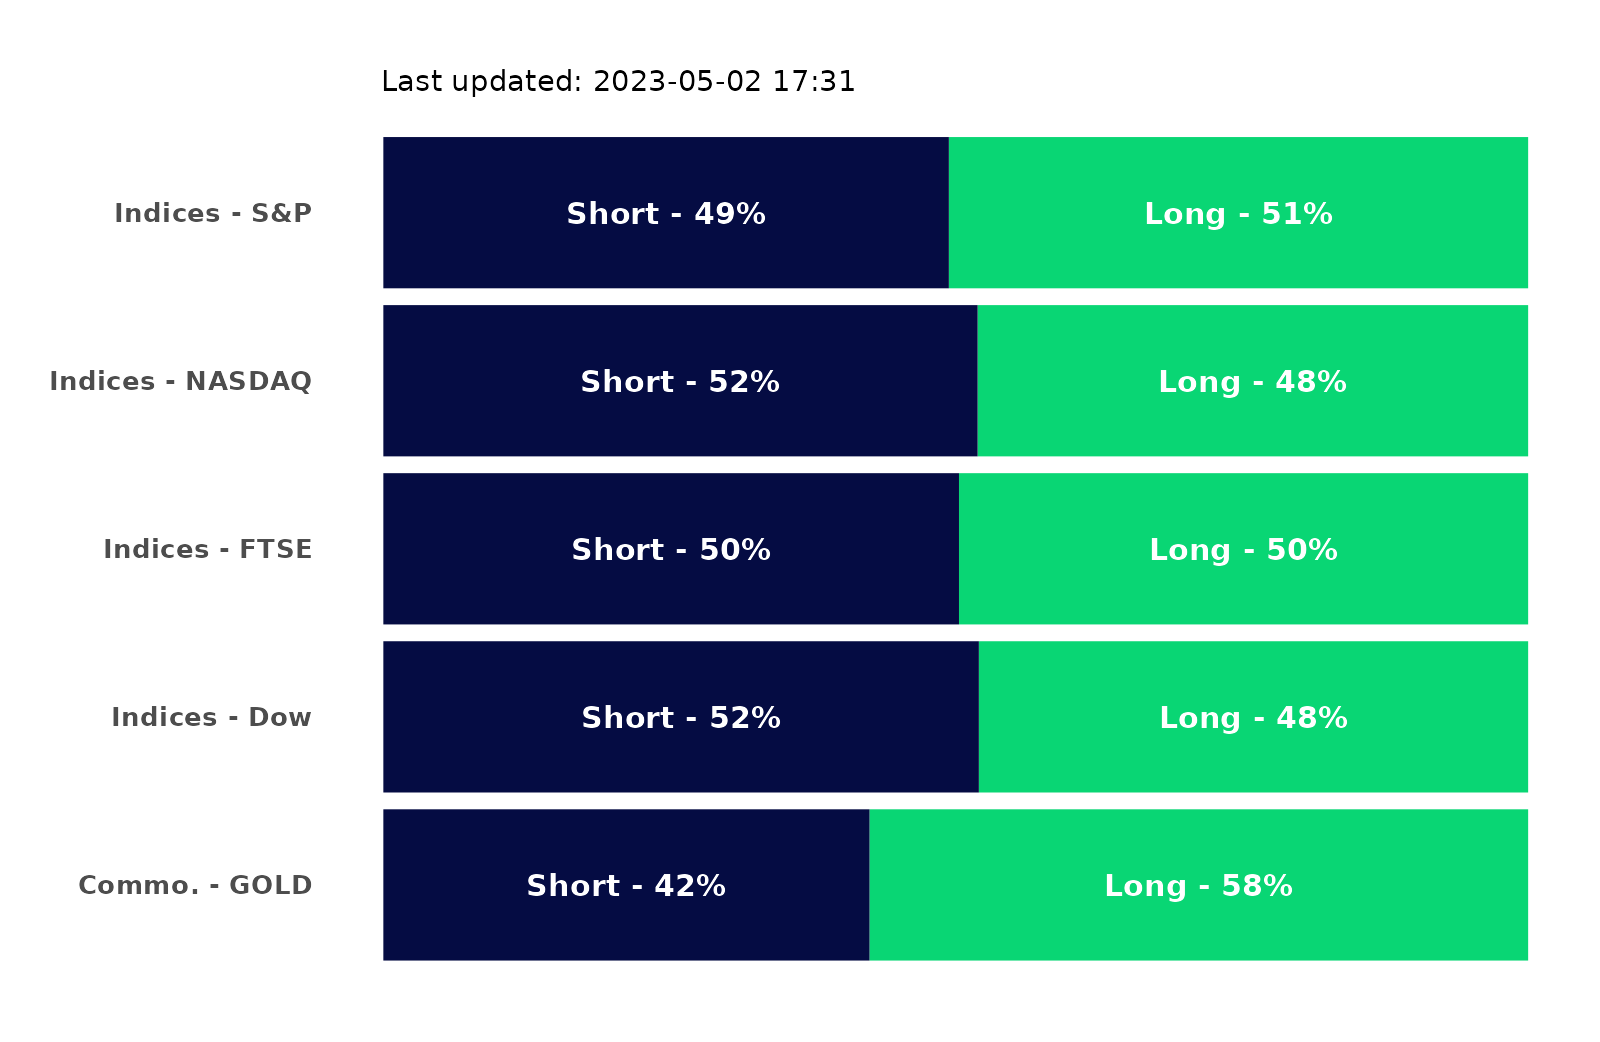 Last updated: 2023-05-02 17:31
Indices - S&P Short - 49% Long - 51%
Indices - NASDAQ Short - 52% Long - 48%
Indices - FTSE Short - 50% Long - 50%
Indices - Dow Short - 52% Long - 48%
Commo. - GOLD Short - 42% Long - 58%